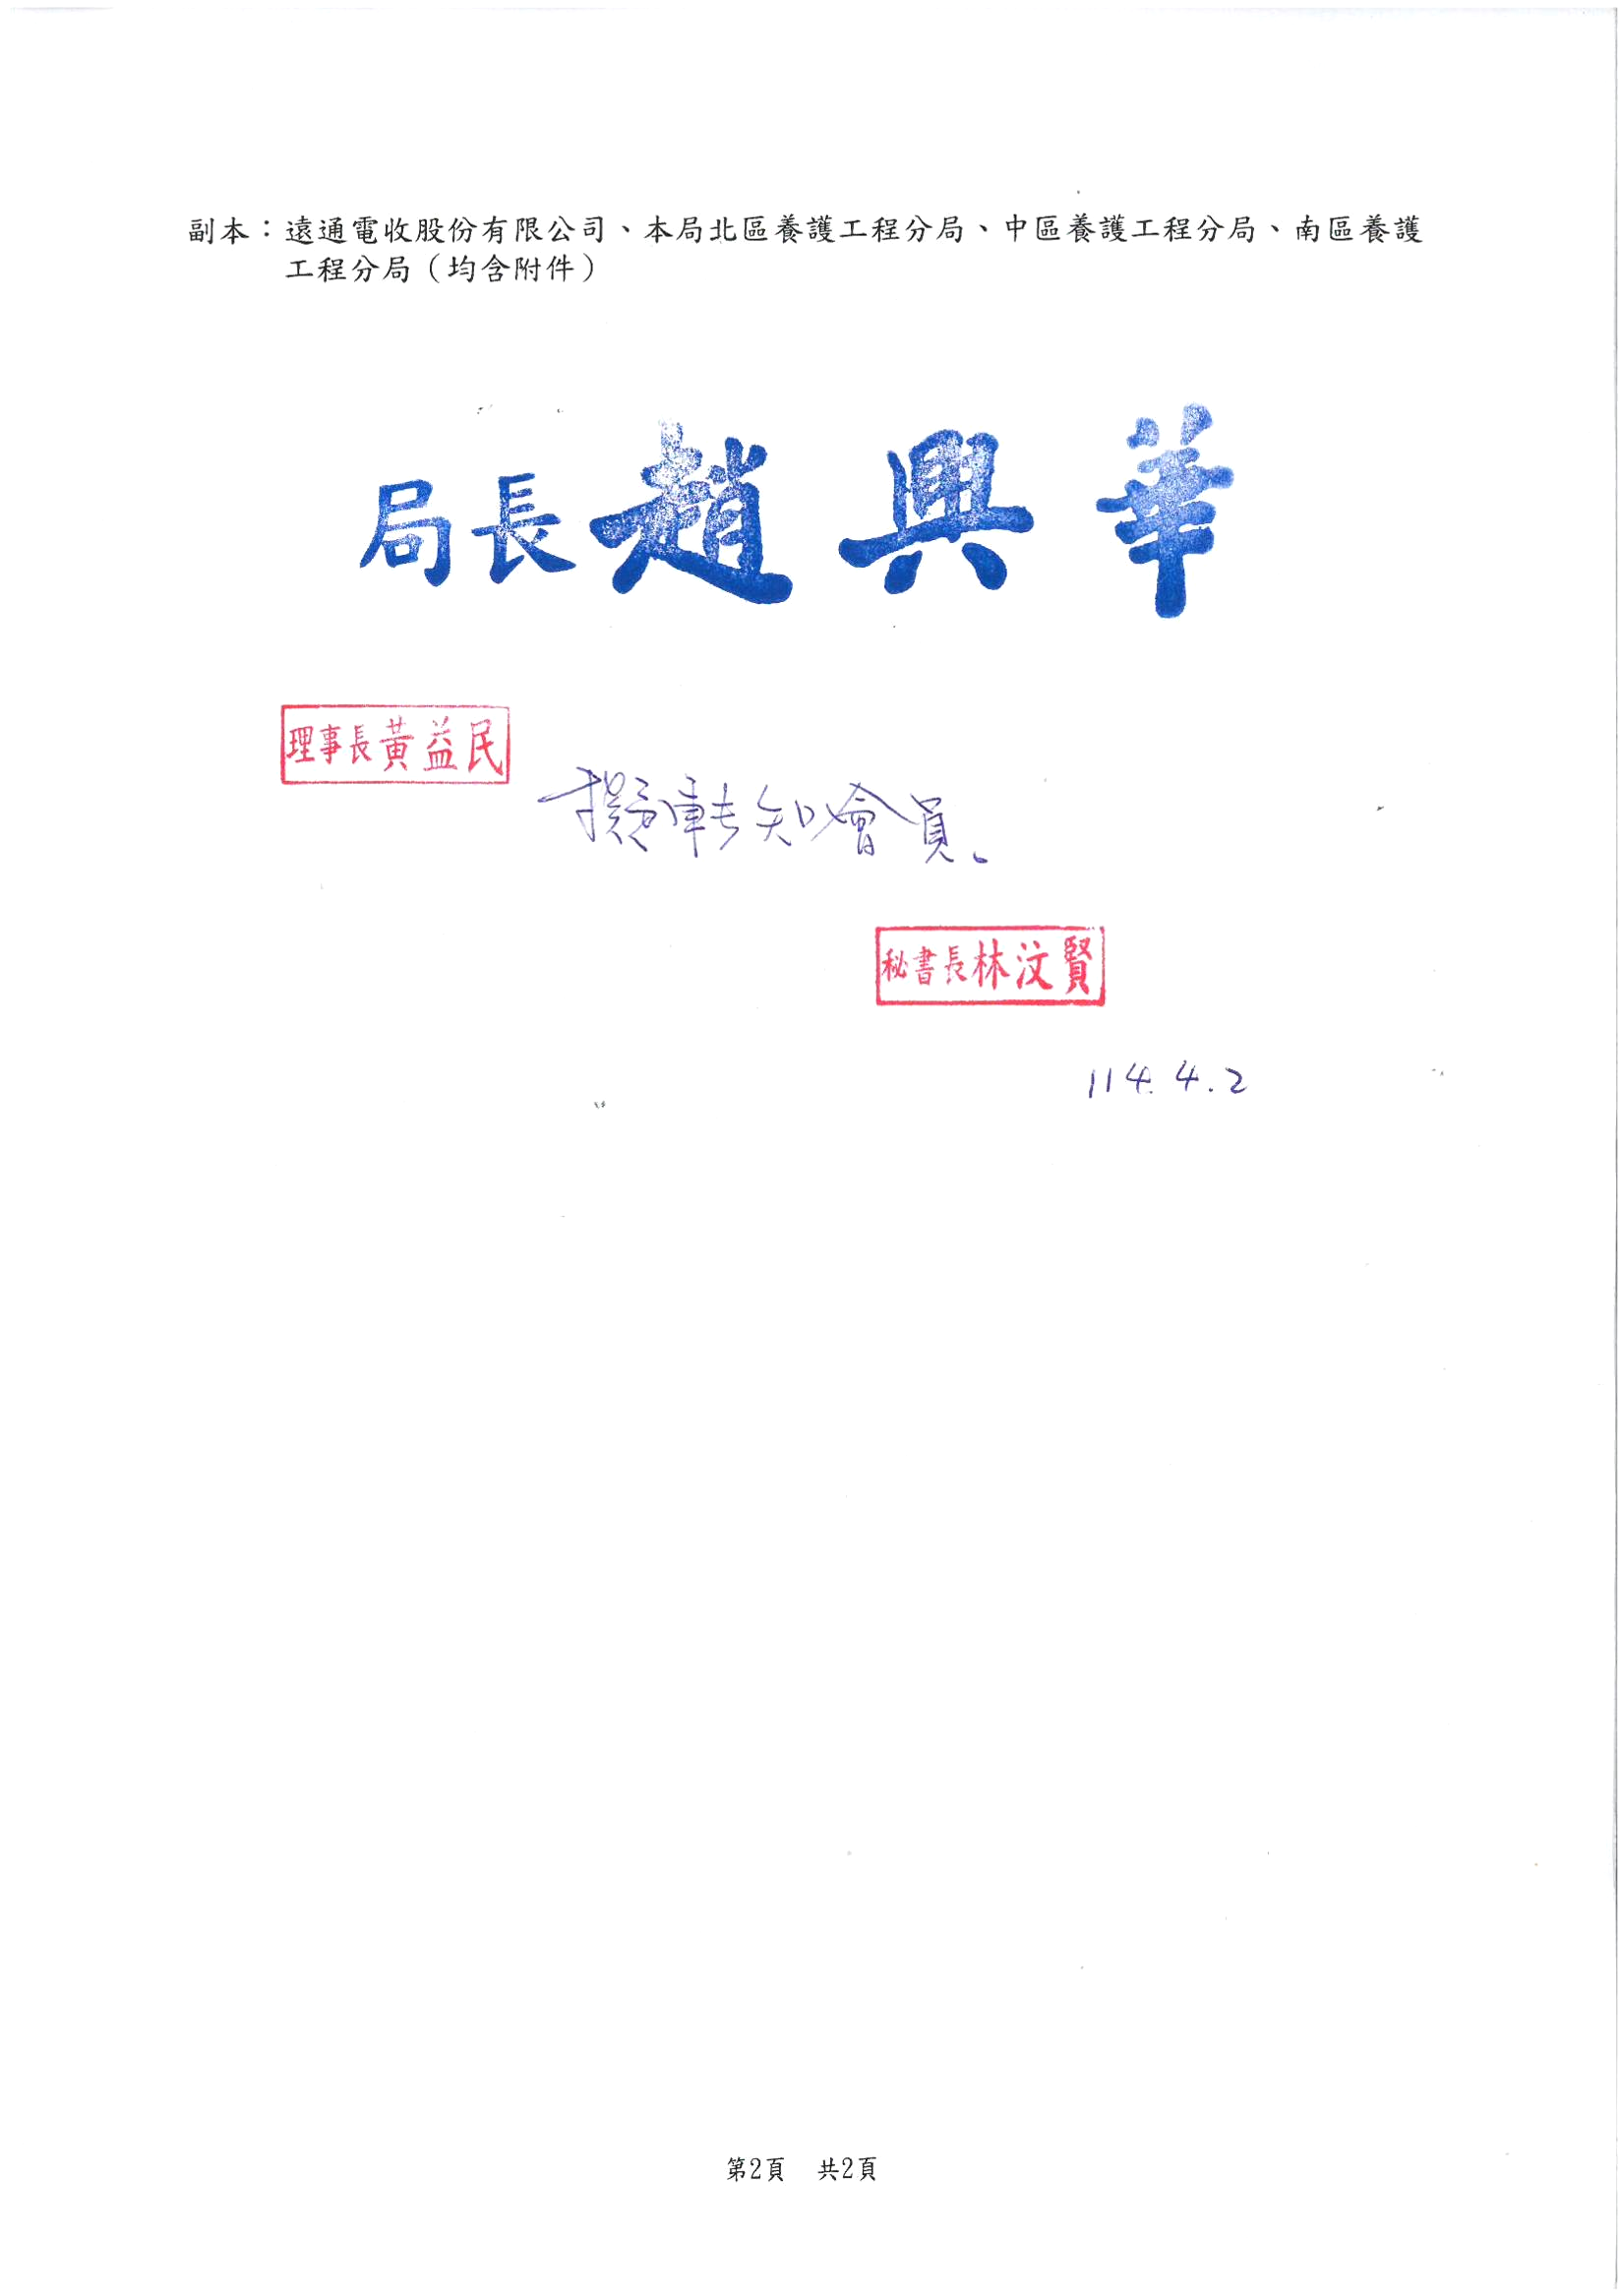 副本：遠通電收股份有限公司、本局北區養護工程分局、中區養護工程分局、南區養護
工程分局（均含附件）
局長趙興華
理事長黃益民
擬轉知會員。
秘書長林汶賢
114.4.2
第2頁　共2頁